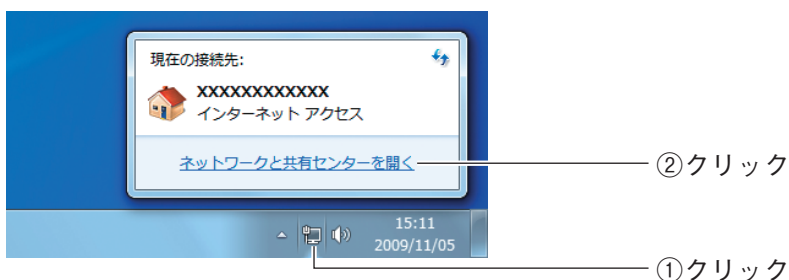 現在の接続先:
XXXXXXXXXXXX
インターネット アクセス
ネットワークと共有センターを開く
②クリック
15:11
2009/11/05
①クリック